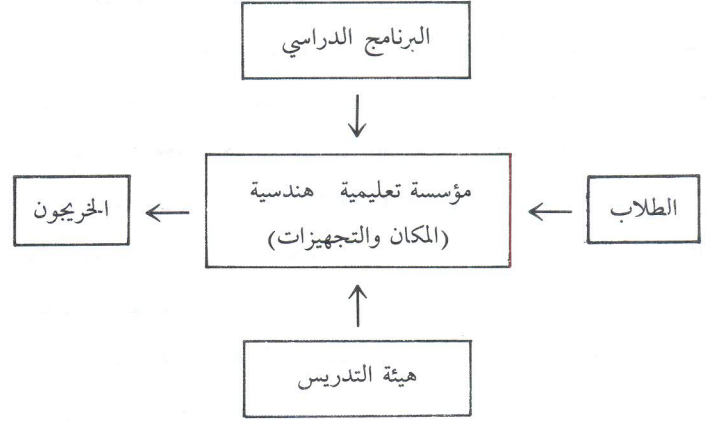 البرنامج الدراسي
الطلاب
مؤسسة تعليمية هندسية
(المكان والتجهيزات)
الخريجون
هيئة التدريس